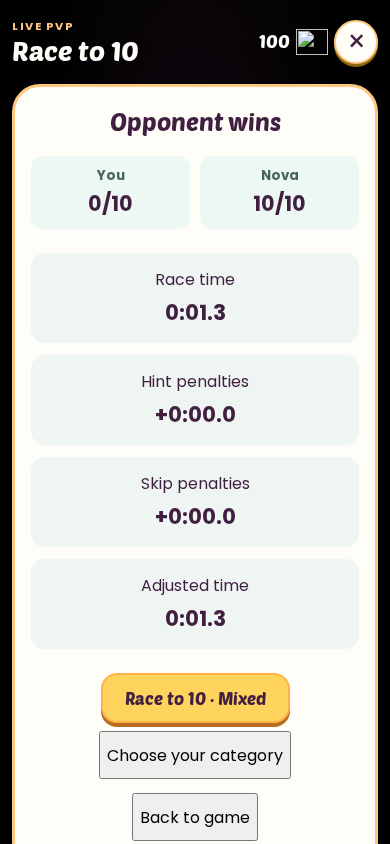 LIVE PVP
Race to 10
100
×
Opponent wins
You
0/10
Nova
10/10
Race time
0:01.3
Hint penalties
+0:00.0
Skip penalties
+0:00.0
Adjusted time
0:01.3
Race to 10 · Mixed
Choose your category
Back to game